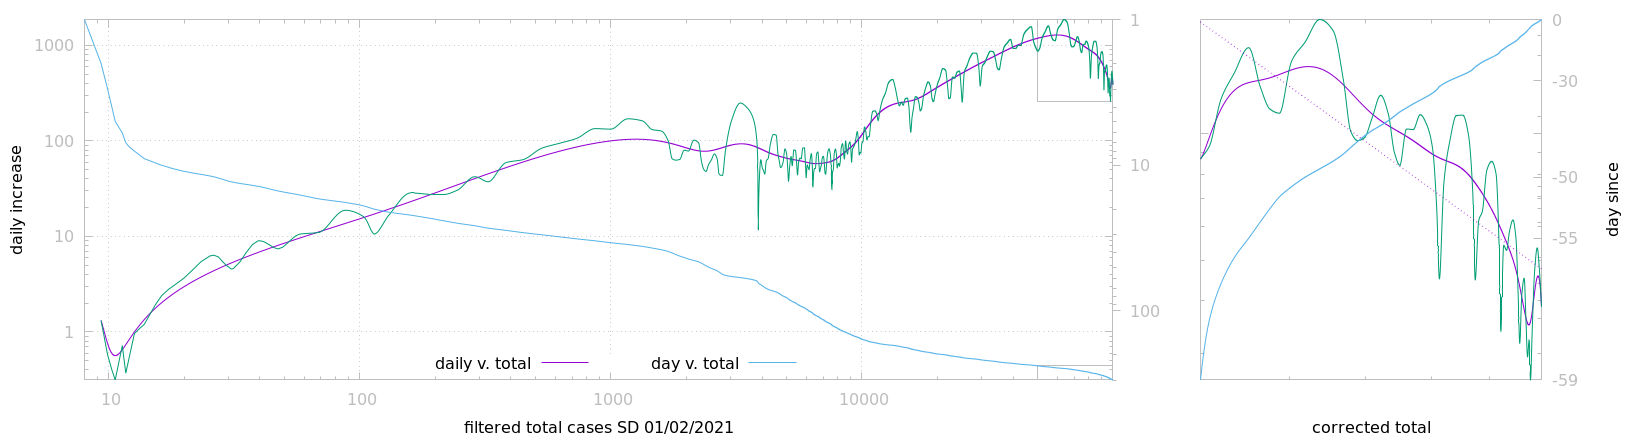 daily increase
1000
100
10
1
10
100
1000
10000
1
10
100
daily v. total
day v. total
filtered total cases SD 01/02/2021
0
-30
-50
-55
-59
day since
corrected total